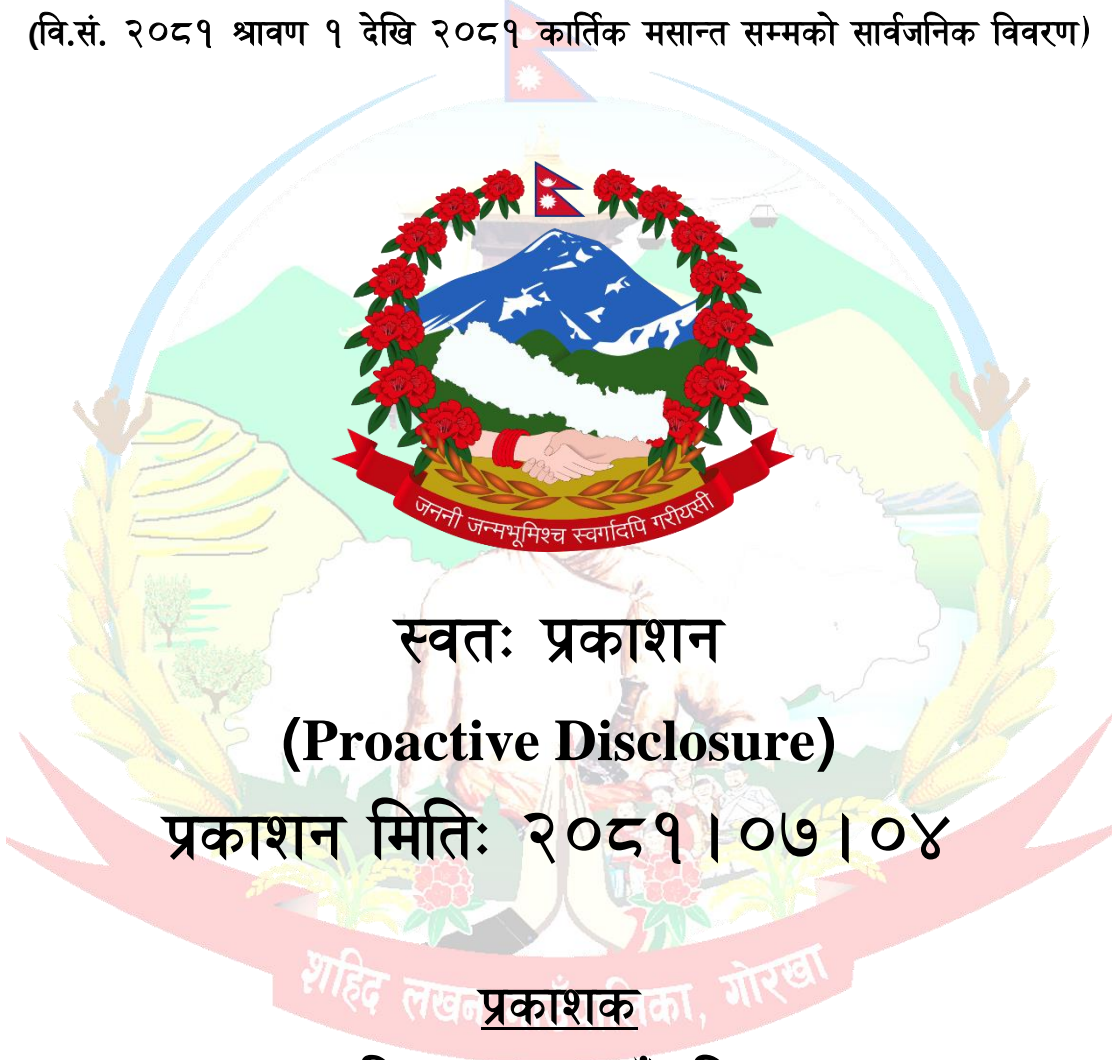 (वि.सं. २०८१ श्रावण १ देखि २०८१ कार्तिक मसान्त सम्मको सार्वजनिक विवरण)
जननी जन्मभूमिश्च स्वर्गादपि गरीयसी
स्वतः प्रकाशन
(Proactive Disclosure)
प्रकाशन मितिः २०८१।०७।०४
शहिद लखन गाउँपालिका, गोरखा
प्रकाशक